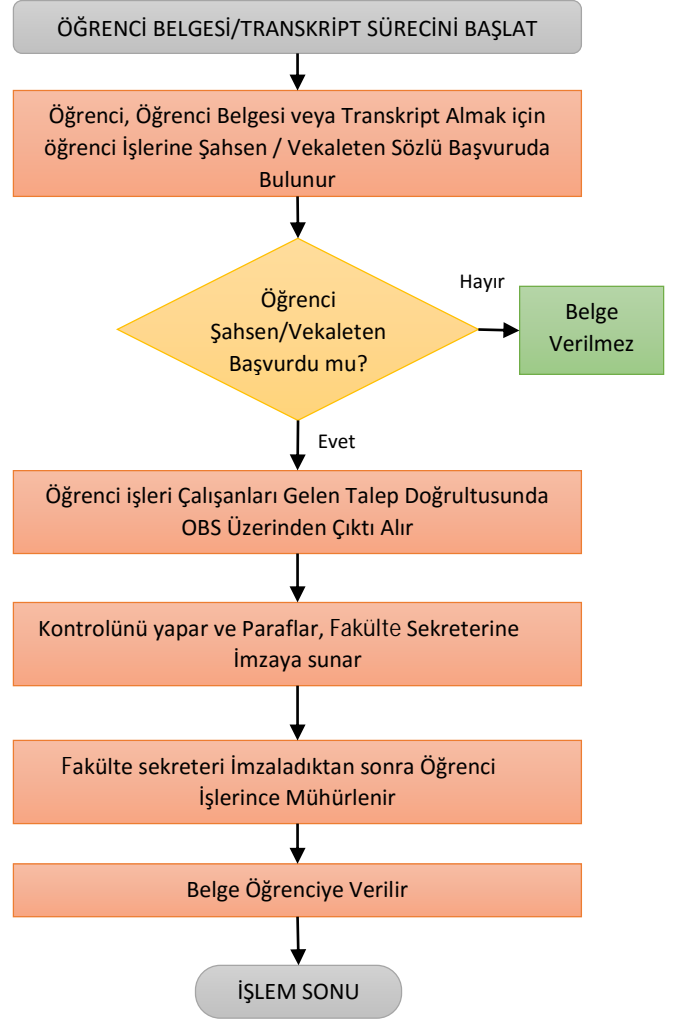 ÖĞRENCİ BELGESİ/TRANSKRİPT SÜRECİNİ BAŞLAT
Öğrenci, Öğrenci Belgesi veya Transkript Almak için
öğrenci İşlerine Şahsen / Vekaleten Sözlü Başvuruda
Bulunur
Öğrenci
Şahsen/Vekaleten
Başvurdu mu?
Hayır
Belge
Verilmez
Evet
Öğrenci işleri Çalışanları Gelen Talep Doğrultusunda
OBS Üzerinden Çıktı Alır
Kontrolünü yapar ve Paraflar, Fakülte Sekreterine
İmzaya sunar
Fakülte sekreteri İmzaladıktan sonra Öğrenci
İşlerince Mühürlenir
Belge Öğrenciye Verilir
İŞLEM SONU